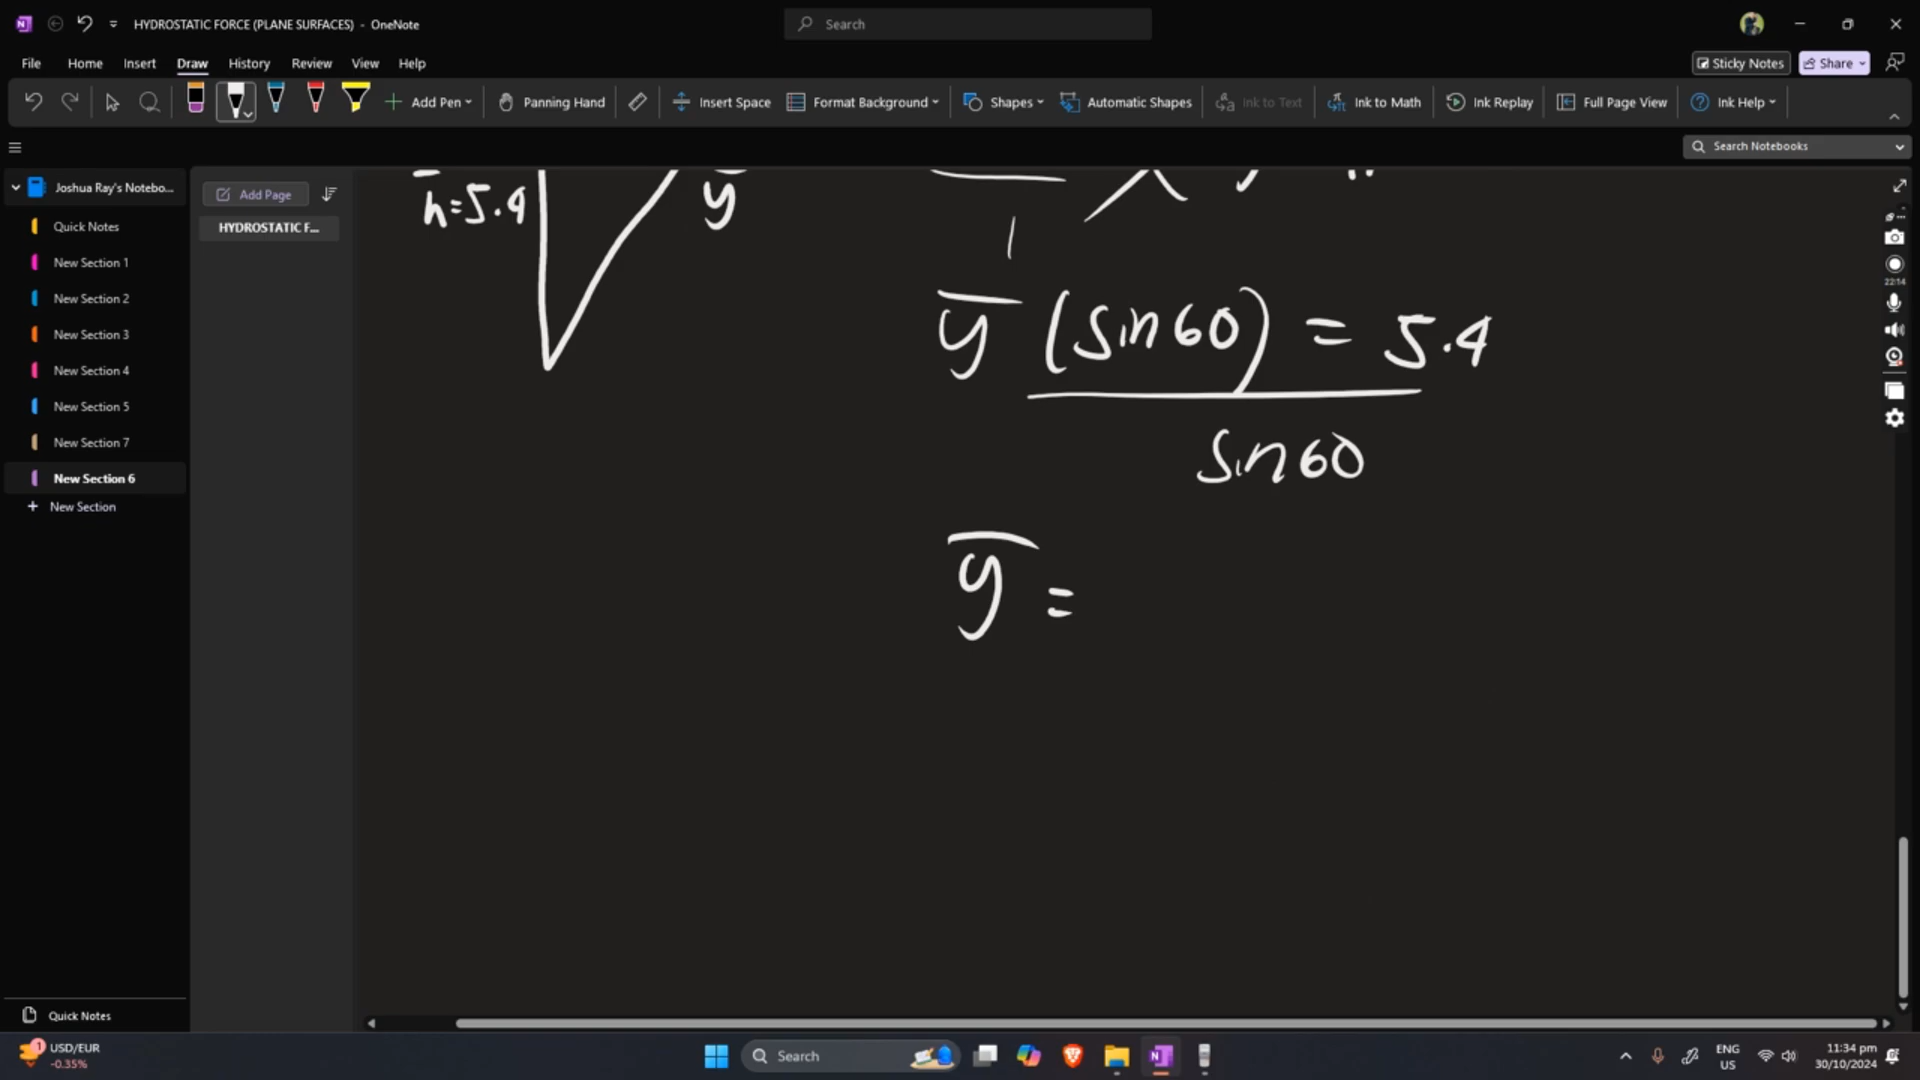 HYDROSTATIC FORCE (PLANE SURFACES) - OneNote
Search
File Home Insert Draw History Review View Help
Sticky Notes
Share
Add Pen
Panning Hand
Insert Space
Format Background
Shapes
Automatic Shapes
Ink to Text
Ink to Math
Ink Replay
Full Page View
Ink Help
Search Notebooks
Joshua Ray's Notebo...
Add Page
Quick Notes
HYDROSTATIC F...
New Section 1
New Section 2
New Section 3
New Section 4
New Section 5
New Section 7
New Section 6
New Section
22:14
h=5.4
y
1
y (sin60) = 5.4
sin60
y =
Quick Notes
1
USD/EUR
-0.35%
Search
ENG
US
11:34 pm
30/10/2024